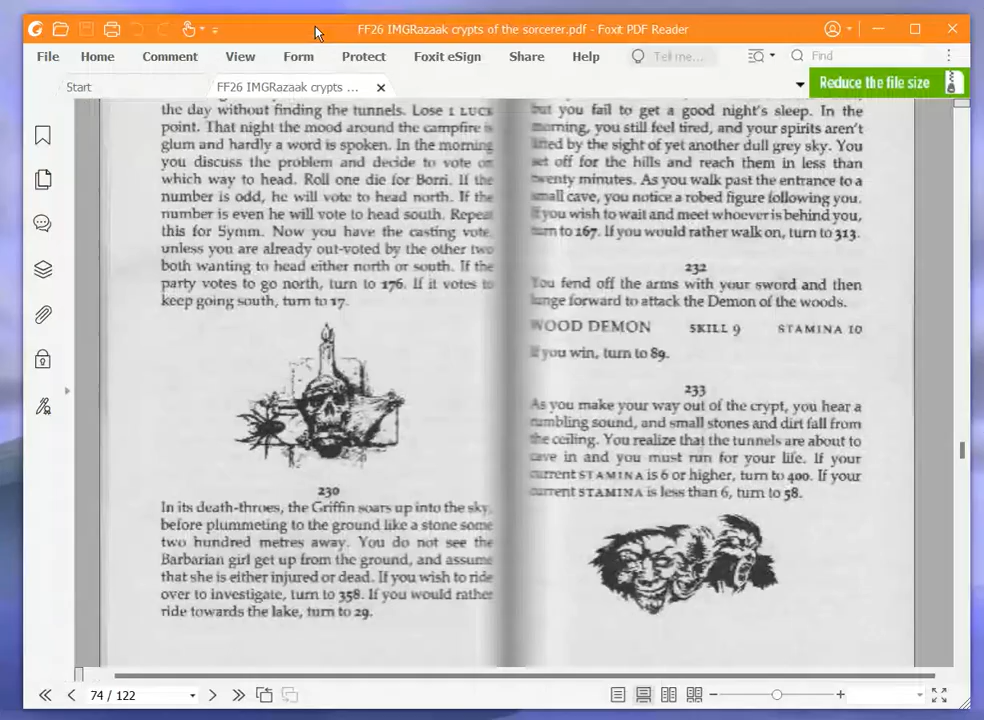 FF26 IMGRazaak crypts of the sorcerer.pdf - Foxit PDF Reader
File Home Comment View Form Protect Foxit eSign Share Help Tell me... Find
Start FF26 IMGRazaak crypts ... Reduce the file size
the day without finding the tunnels. Lose 1 LUCK
point. That night the mood around the campfire is
glum and hardly a word is spoken. In the morning
you discuss the problem and decide to vote on
which way to head. Roll one die for Borri. If the
number is odd, he will vote to head north. If the
number is even he will vote to head south. Repeat
this for Symm. Now you have the casting vote
unless you are already out-voted by the other two
both wanting to head either north or south. If the
party votes to go north, turn to 176. If it votes to
keep going south, turn to 17.
230
In its death-throes, the Griffin soars up into the sky,
before plummeting to the ground like a stone some
two hundred metres away. You do not see the
Barbarian girl get up from the ground, and assume
that she is either injured or dead. If you wish to ride
over to investigate, turn to 358. If you would rather
ride towards the lake, turn to 29.
but you fail to get a good night's sleep. In the
morning, you still feel tired, and your spirits aren't
lifted by the sight of yet another dull grey sky. You
set off for the hills and reach them in less than
twenty minutes. As you walk past the entrance to a
small cave, you notice a robed figure following you.
If you wish to wait and meet whoever is behind you,
turn to 167. If you would rather walk on, turn to 313.
232
You fend off the arms with your sword and then
lunge forward to attack the Demon of the woods.
WOOD DEMON SKILL 9 STAMINA 10
If you win, turn to 89.
233
As you make your way out of the crypt, you hear a
rumbling sound, and small stones and dirt fall from
the ceiling. You realize that the tunnels are about to
cave in and you must run for your life. If your
current STAMINA is 6 or higher, turn to 400. If your
current STAMINA is less than 6, turn to 58.
74 / 122